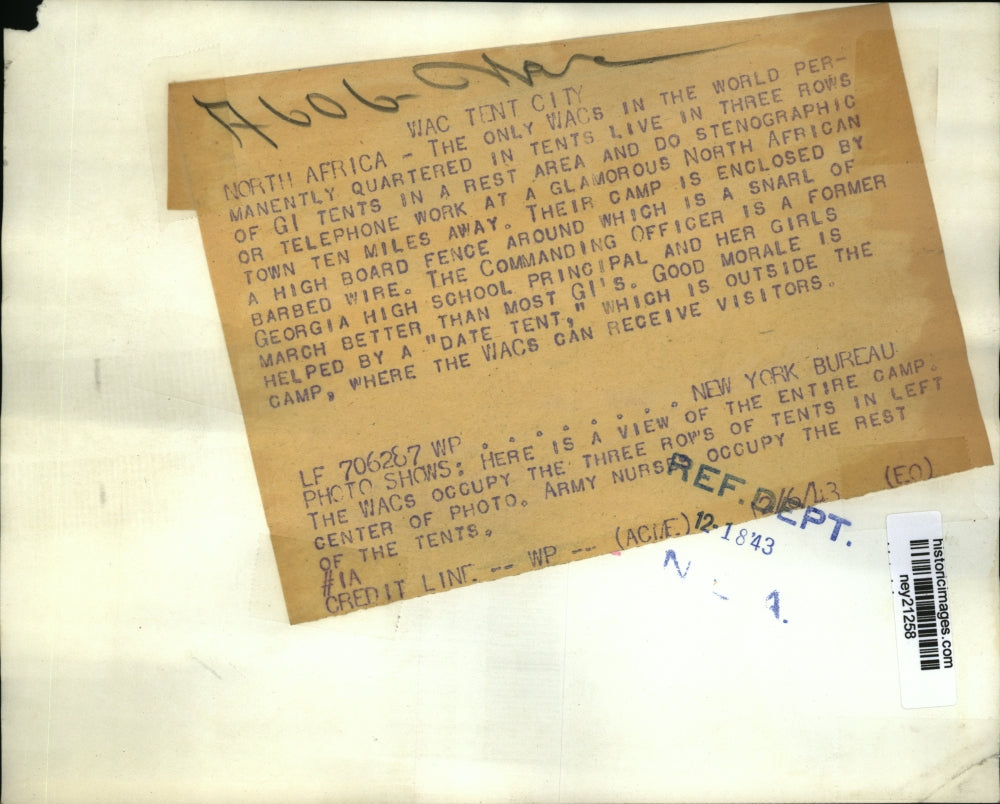 A606-War
WAC TENT CITY
NORTH AFRICA - THE ONLY WACS IN THE WORLD PER-
MANENTLY QUARTERED IN TENTS LIVE IN THREE ROWS
OF GI TENTS IN A REST AREA AND DO STENOGRAPHIC
OR TELEPHONE WORK AT A GLAMOROUS NORTH AFRICAN
TOWN TEN MILES AWAY. THEIR CAMP IS ENCLOSED BY
A HIGH BOARD FENCE AROUND WHICH IS A SNARL OF
BARBED WIRE. THE COMMANDING OFFICER IS A FORMER
GEORGIA HIGH SCHOOL PRINCIPAL AND HER GIRLS
MARCH BETTER THAN MOST GI'S. GOOD MORALE IS
HELPED BY A "DATE TENT," WHICH IS OUTSIDE THE
CAMP, WHERE THE WACS CAN RECEIVE VISITORS.
LF 706267 WP . . . . . . . NEW YORK BUREAU
PHOTO SHOWS: HERE IS A VIEW OF THE ENTIRE CAMP.
THE WACS OCCUPY THE THREE ROWS OF TENTS IN LEFT
CENTER OF PHOTO. ARMY NURSES OCCUPY THE REST
OF THE TENTS.
#1A
CREDIT LINE -- WP -- (ACME) /6/43 (EO)
REF. DEPT.
12-18'43
N A.
historicimages.com
ney21258